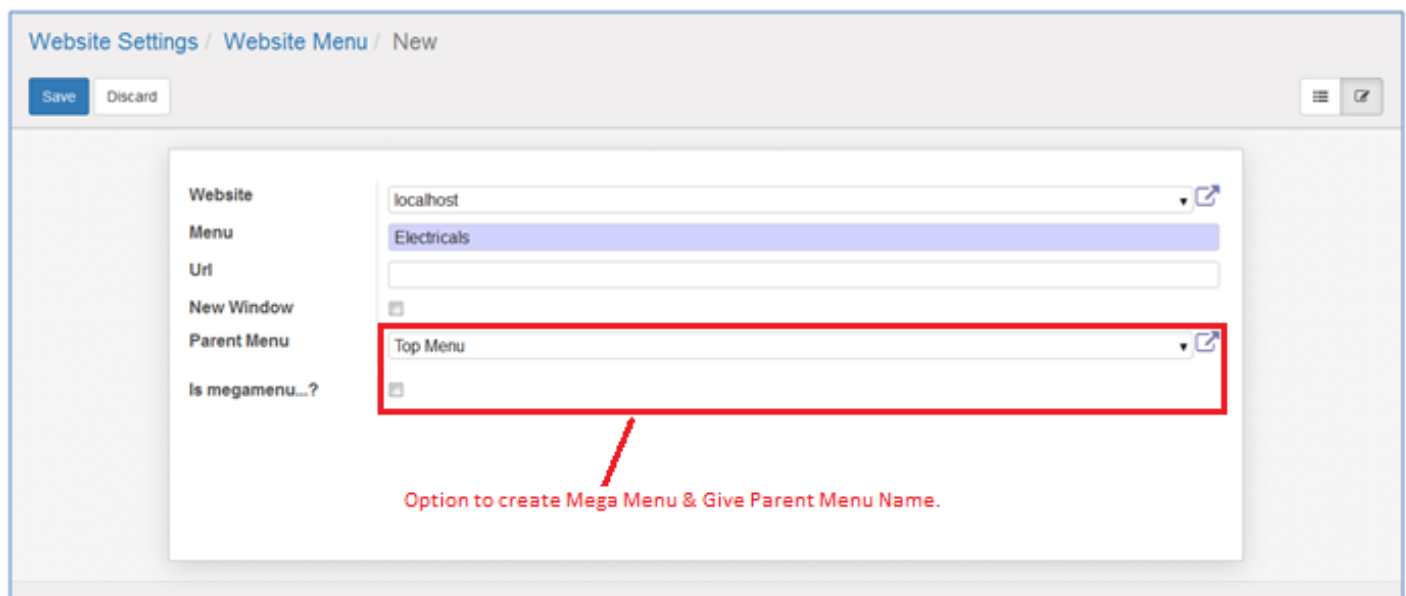 Website Settings / Website Menu / New
Save Discard
Website localhost
Menu Electricals
Url
New Window
Parent Menu Top Menu
Is megamenu...?
Option to create Mega Menu & Give Parent Menu Name.